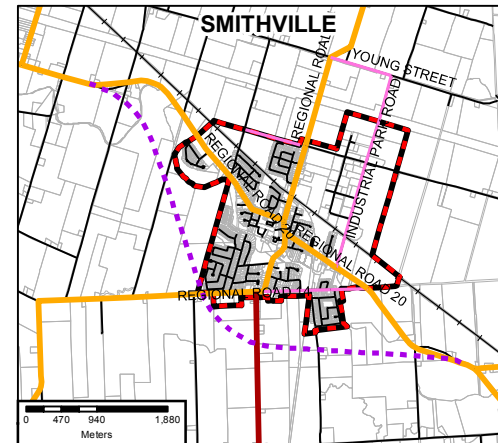 SMITHVILLE
YOUNG STREET
REGIONAL ROAD
INDUSTRIAL PARK ROAD
REGIONAL ROAD 20
REGIONAL ROAD 20
REGIONAL ROAD 14
0 470 940 1,880
Meters